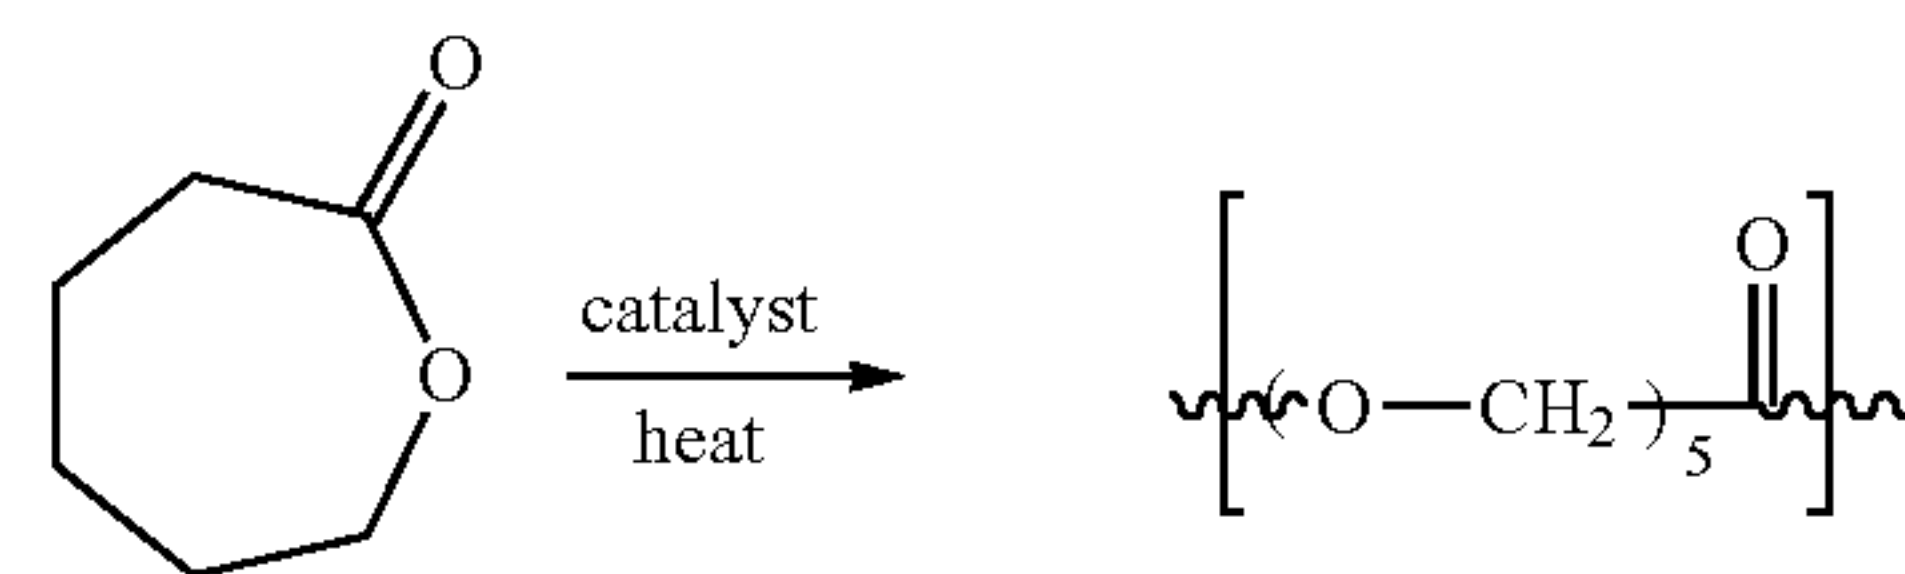 O
O
catalyst
heat
O
(O—CH₂)₅